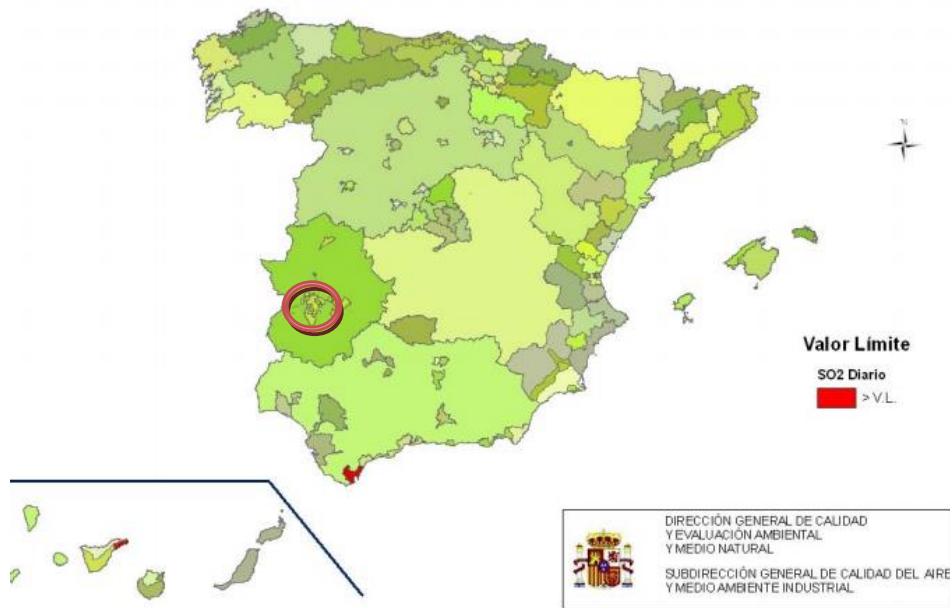 N
Valor Límite
SO2 Diario
> V.L.
DIRECCIÓN GENERAL DE CALIDAD
Y EVALUACIÓN AMBIENTAL
Y MEDIO NATURAL
SUBDIRECCIÓN GENERAL DE CALIDAD DEL AIRE
Y MEDIO AMBIENTE INDUSTRIAL